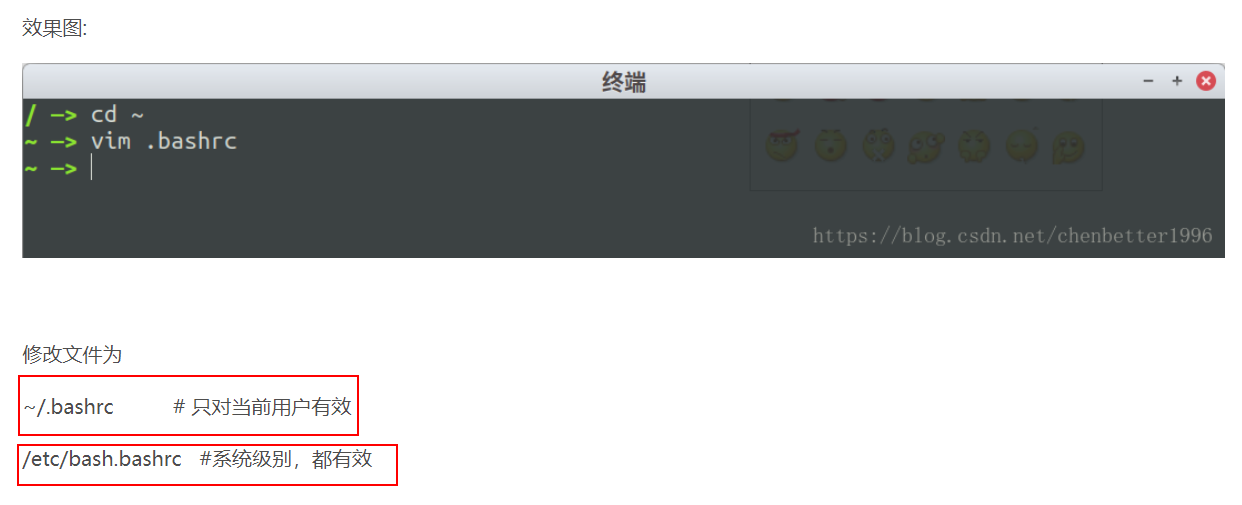 效果图:
终端
/ —> cd ~
~ —> vim .bashrc
~ —>
https://blog.csdn.net/chenbetter1996
修改文件为
~/.bashrc # 只对当前用户有效
/etc/bash.bashrc #系统级别，都有效